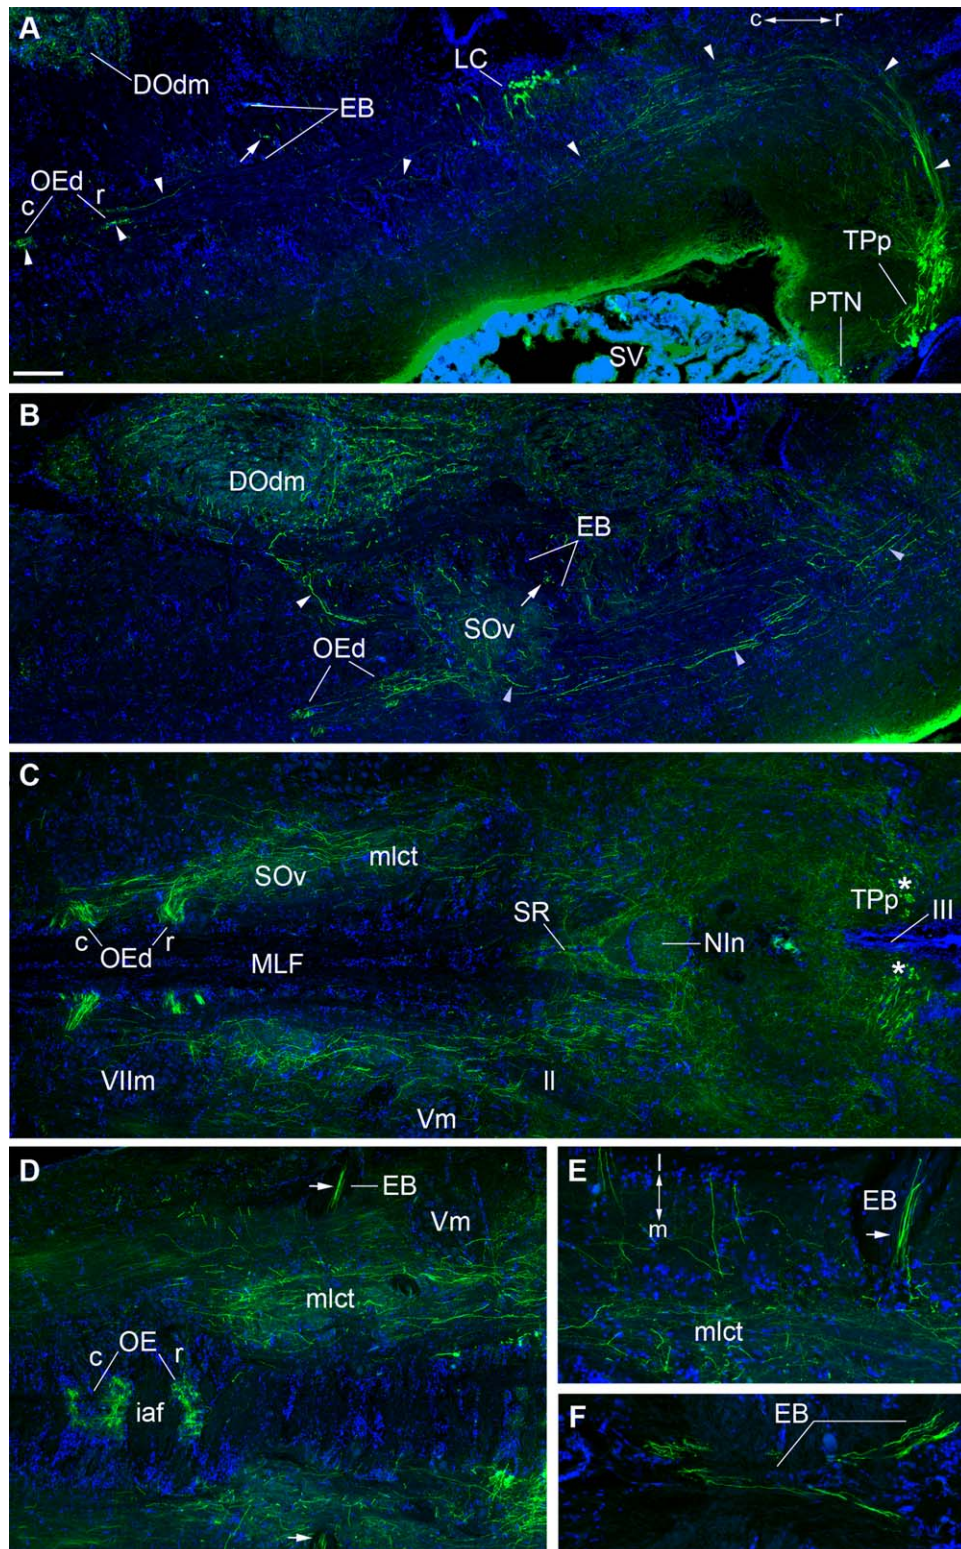 A
c r
LC
DOdm
EB
OEd
c r
TPp
PTN
SV
B
DOdm
EB
SOv
OEd
C
SOv mlct
TPp *
SR III
c r NIn
OEd
MLF *
VIIm ll
Vm
D
EB
Vm
mlct
OE
c r
iaf
E
l
EB
m
mlct
F
EB